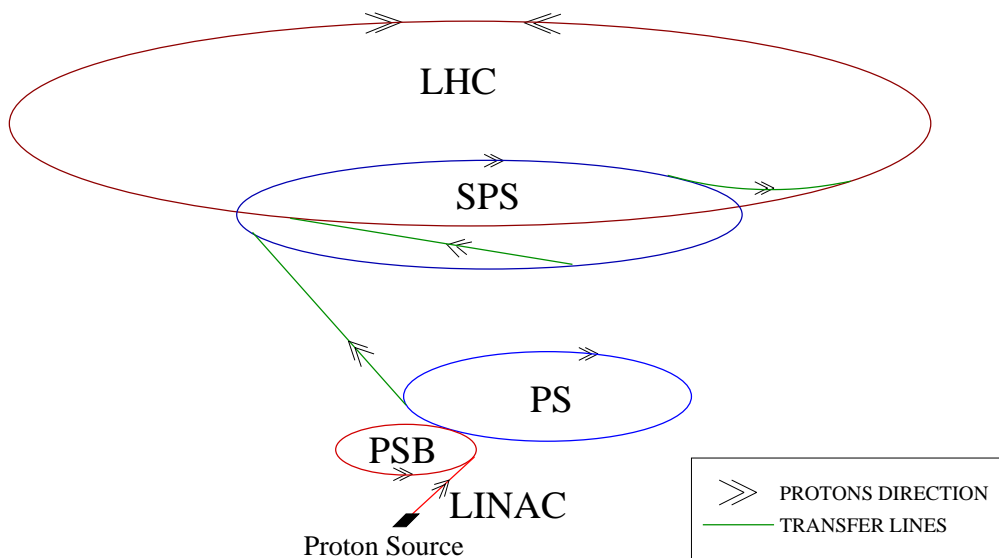 LHC
SPS
PS
PSB
LINAC
Proton Source
PROTONS DIRECTION
TRANSFER LINES